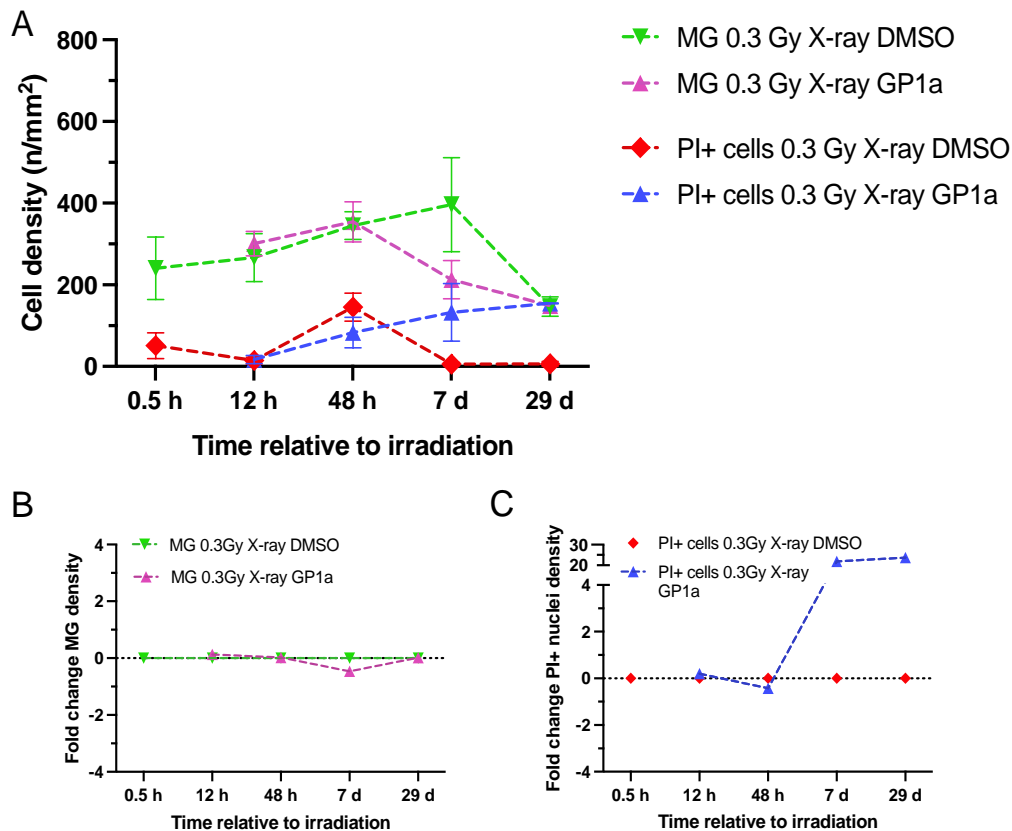 A
800
600
400
200
0
Cell density (n/mm²)
0.5 h 12 h 48 h 7 d 29 d
Time relative to irradiation
MG 0.3 Gy X-ray DMSO
MG 0.3 Gy X-ray GP1a
PI+ cells 0.3 Gy X-ray DMSO
PI+ cells 0.3 Gy X-ray GP1a
B
MG 0.3Gy X-ray DMSO
MG 0.3Gy X-ray GP1a
4
2
0
-2
-4
Fold change MG density
0.5 h 12 h 48 h 7 d 29 d
Time relative to irradiation
C
PI+ cells 0.3Gy X-ray DMSO
PI+ cells 0.3Gy X-ray
GP1a
30
20
4
2
0
-2
-4
Fold change PI+ nuclei density
0.5 h 12 h 48 h 7 d 29 d
Time relative to irradiation